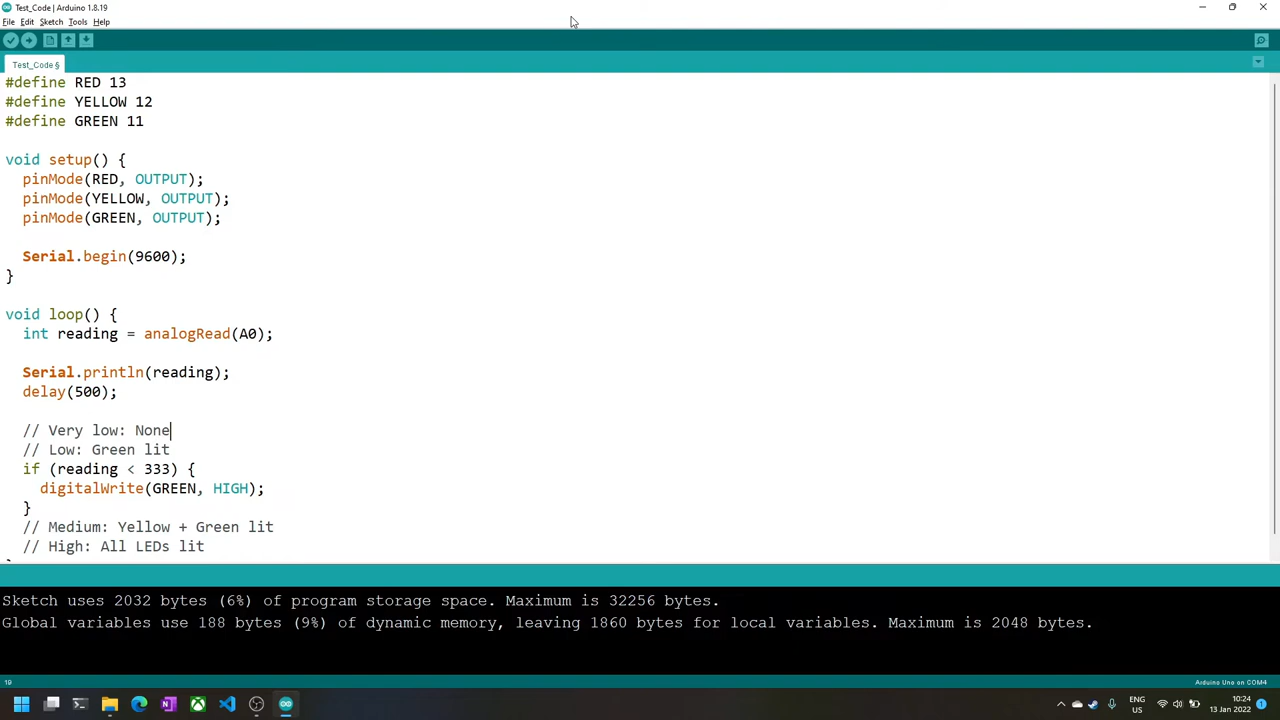 Test_Code | Arduino 1.8.19
File Edit Sketch Tools Help
Test_Code §
#define RED 13
#define YELLOW 12
#define GREEN 11
void setup() {
pinMode(RED, OUTPUT);
pinMode(YELLOW, OUTPUT);
pinMode(GREEN, OUTPUT);
Serial.begin(9600);
}
void loop() {
int reading = analogRead(A0);
Serial.println(reading);
delay(500);
// Very low: None
// Low: Green lit
if (reading < 333) {
digitalWrite(GREEN, HIGH);
}
// Medium: Yellow + Green lit
// High: All LEDs lit
Sketch uses 2032 bytes (6%) of program storage space. Maximum is 32256 bytes.
Global variables use 188 bytes (9%) of dynamic memory, leaving 1860 bytes for local variables. Maximum is 2048 bytes.
19
Arduino Uno on COM4
ENG
US
10:24
13 Jan 2022